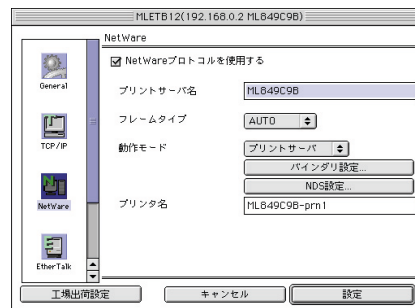 MLETB12(192.168.0.2 ML849C9B)
General
TCP/IP
NetWare
EtherTalk
NetWare
NetWareプロトコルを使用する
プリントサーバ名
ML849C9B
フレームタイプ
AUTO
動作モード
プリントサーバ
バインダリ設定...
NDS設定...
プリンタ名
ML849C9B-prn1
工場出荷設定
キャンセル
設定